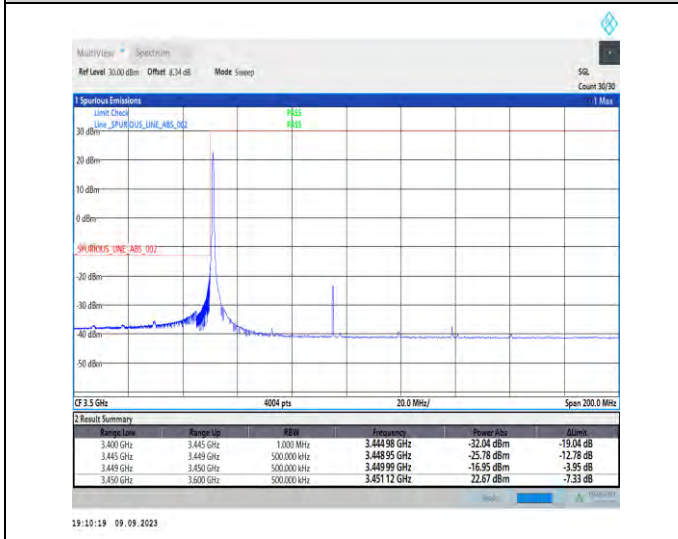 MultiView Spectrum
Ref Level 30.00 dBm Offset 8.34 dB Mode Sweep SGL
Count 30/30
1 Spurious Emissions 1 Max
Limit Check PASS
Line _SPURIOUS_LINE_ABS_002 PASS
30 dBm
20 dBm
10 dBm
0 dBm
_SPURIOUS_LINE_ABS_002
-20 dBm
-30 dBm
-40 dBm
-50 dBm
CF 3.5 GHz 4004 pts 20.0 MHz/ Span 200.0 MHz
2 Result Summary
Range Low Range Up RBW Frequency Power Abs ΔLimit
3.400 GHz 3.445 GHz 1.000 MHz 3.444 98 GHz -32.04 dBm -19.04 dB
3.445 GHz 3.449 GHz 500.000 kHz 3.448 95 GHz -25.78 dBm -12.78 dB
3.449 GHz 3.450 GHz 500.000 kHz 3.449 99 GHz -16.95 dBm -3.95 dB
3.450 GHz 3.600 GHz 500.000 kHz 3.451 12 GHz 22.67 dBm -7.33 dB
19:10:19 09.09.2023